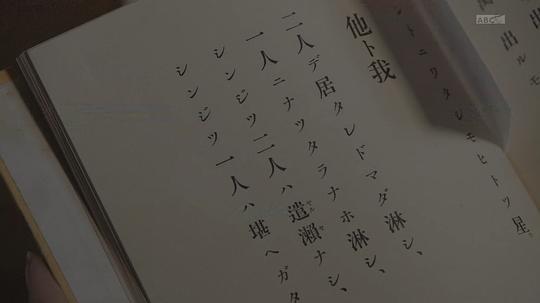 ABC
出ルモ
ントニワタレモヒトツ星
他ト我
二人デ居タレドマダ淋シ、
一人ニナツタラナホ淋シ、
シンジツ二人ハ遣瀬ナシ、
シンジツ一人ハ堪ヘガタ